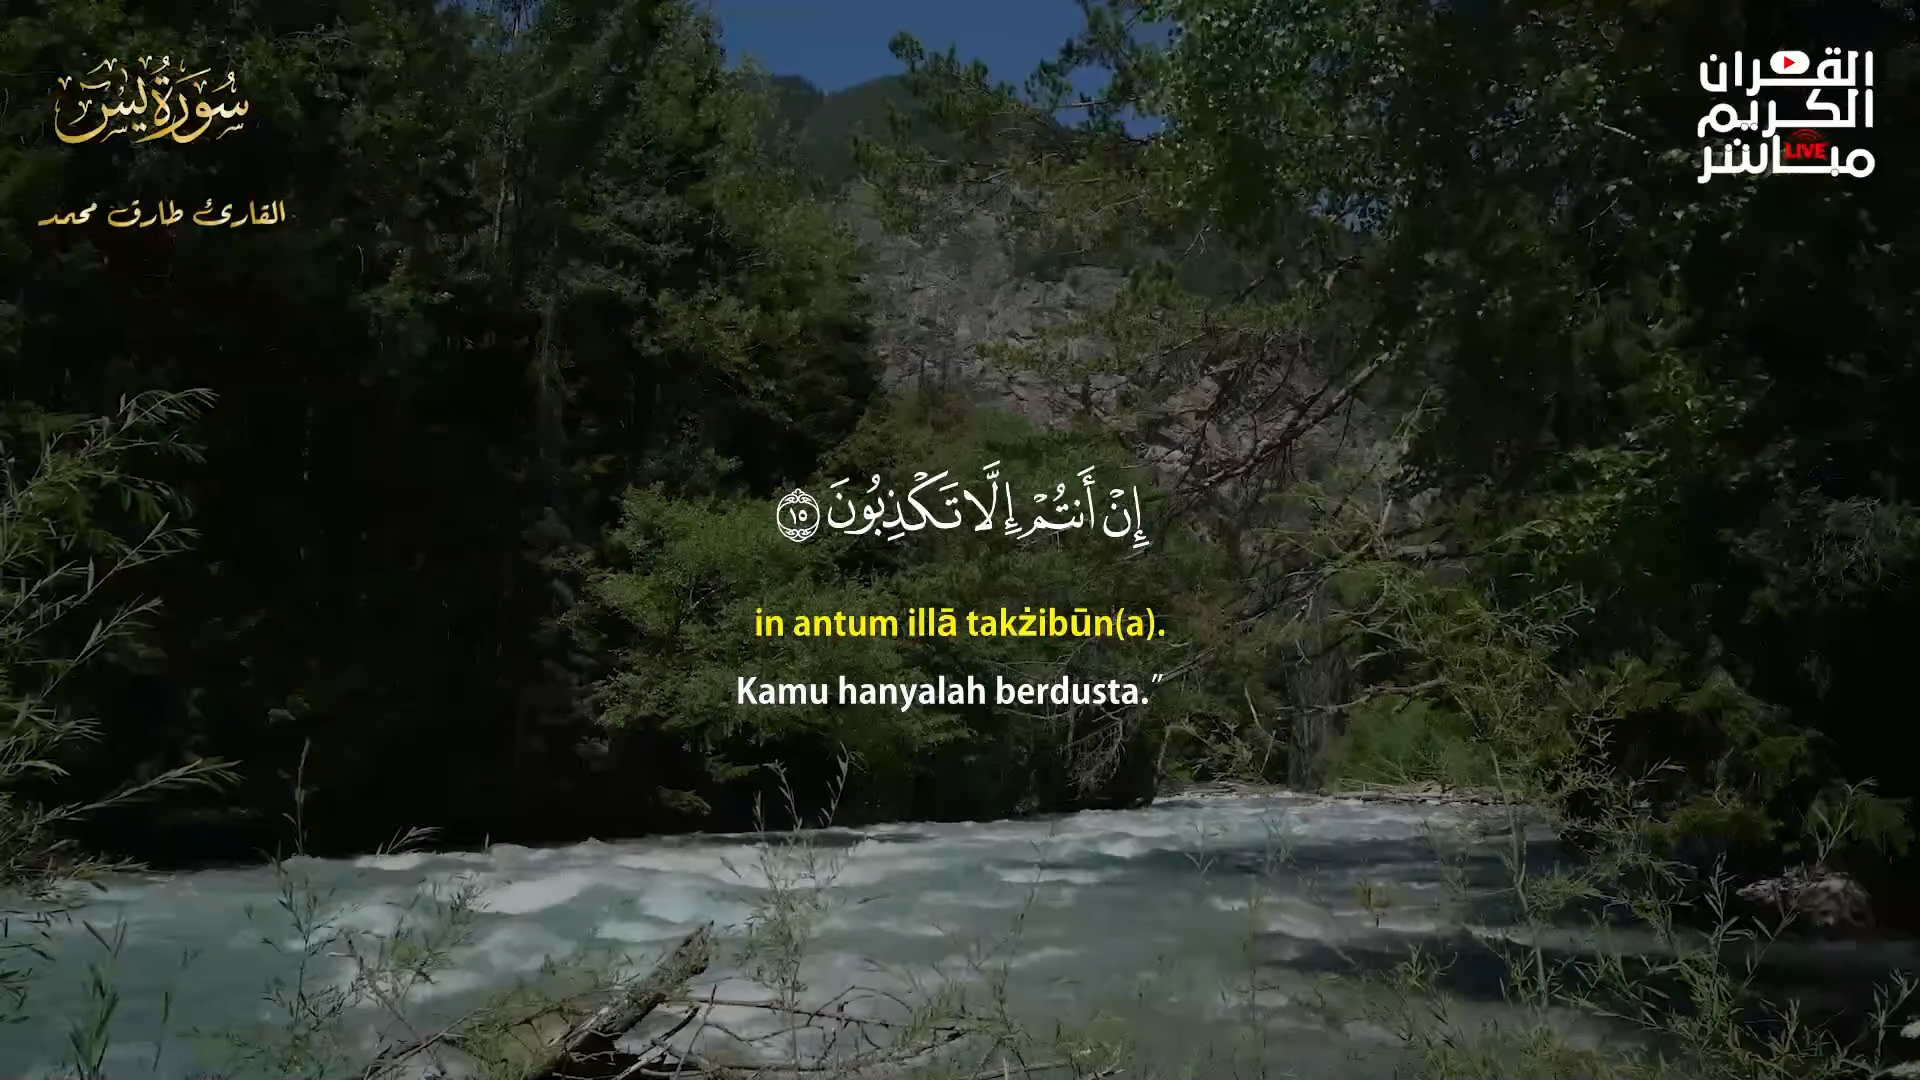 سُورَةُ يسٓ
القارئ طارق محمد
القرآن
الكريم
مباشر
LIVE
إِنْ أَنتُمْ إِلَّا تَكْذِبُونَ ١٥
in antum illā takżibūn(a).
Kamu hanyalah berdusta.”